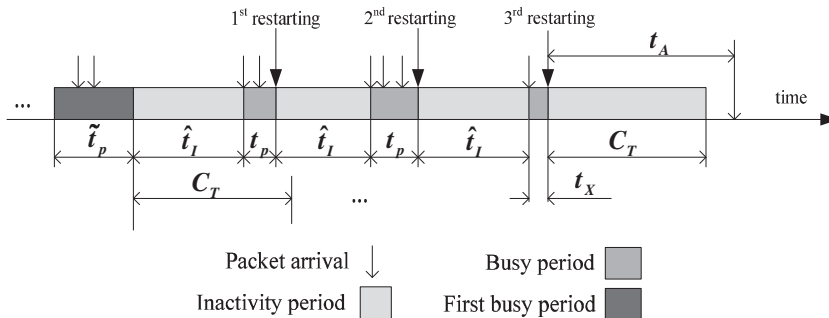 1st restarting 2nd restarting 3rd restarting
t_A
... time
t̃_p t̂_I t_p t̂_I t_p t̂_I C_T
C_T ... t_X
Packet arrival Busy period
Inactivity period First busy period